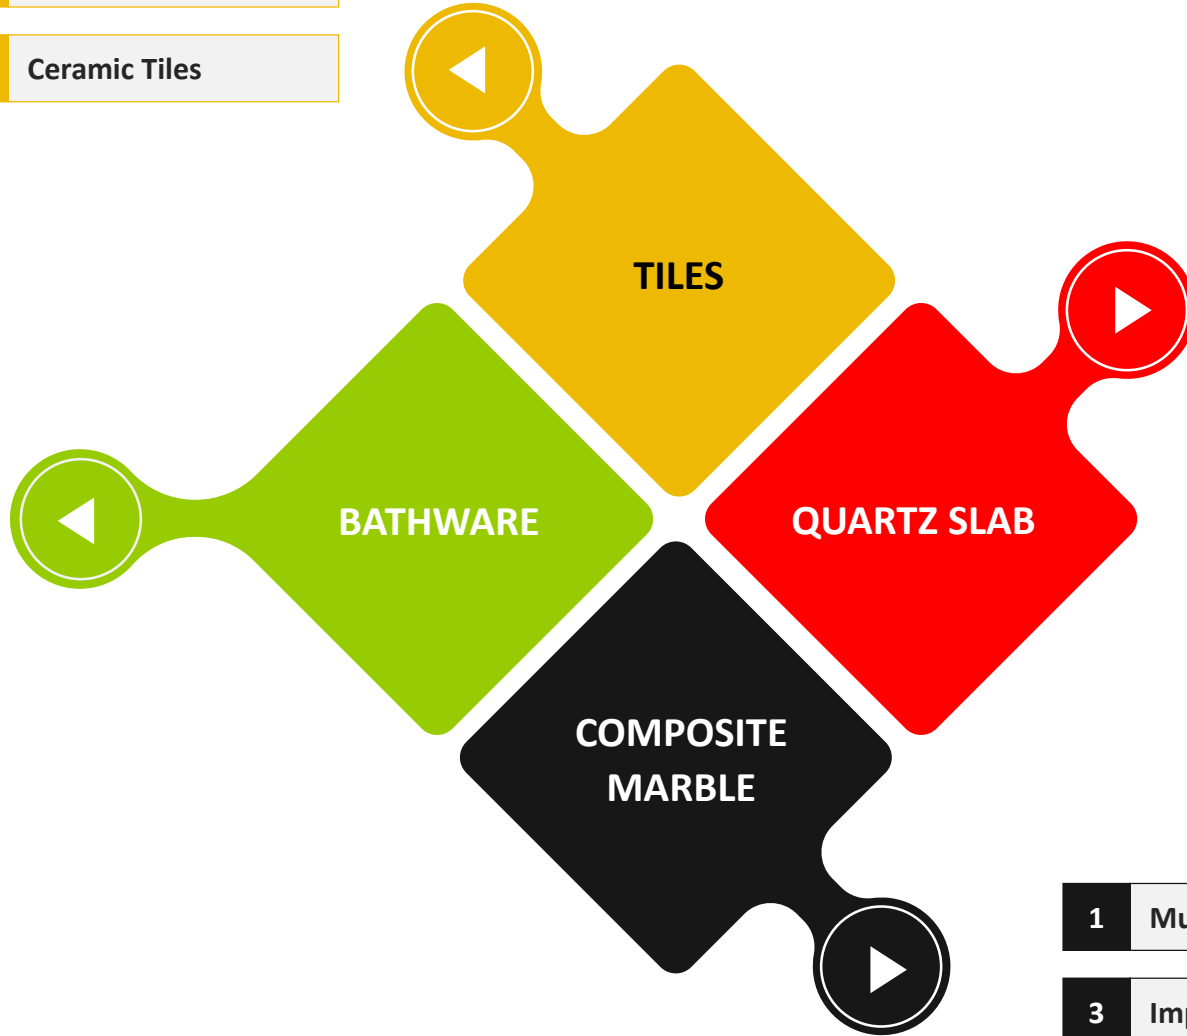 Ceramic Tiles
TILES
BATHWARE
QUARTZ SLAB
COMPOSITE
MARBLE
1
3